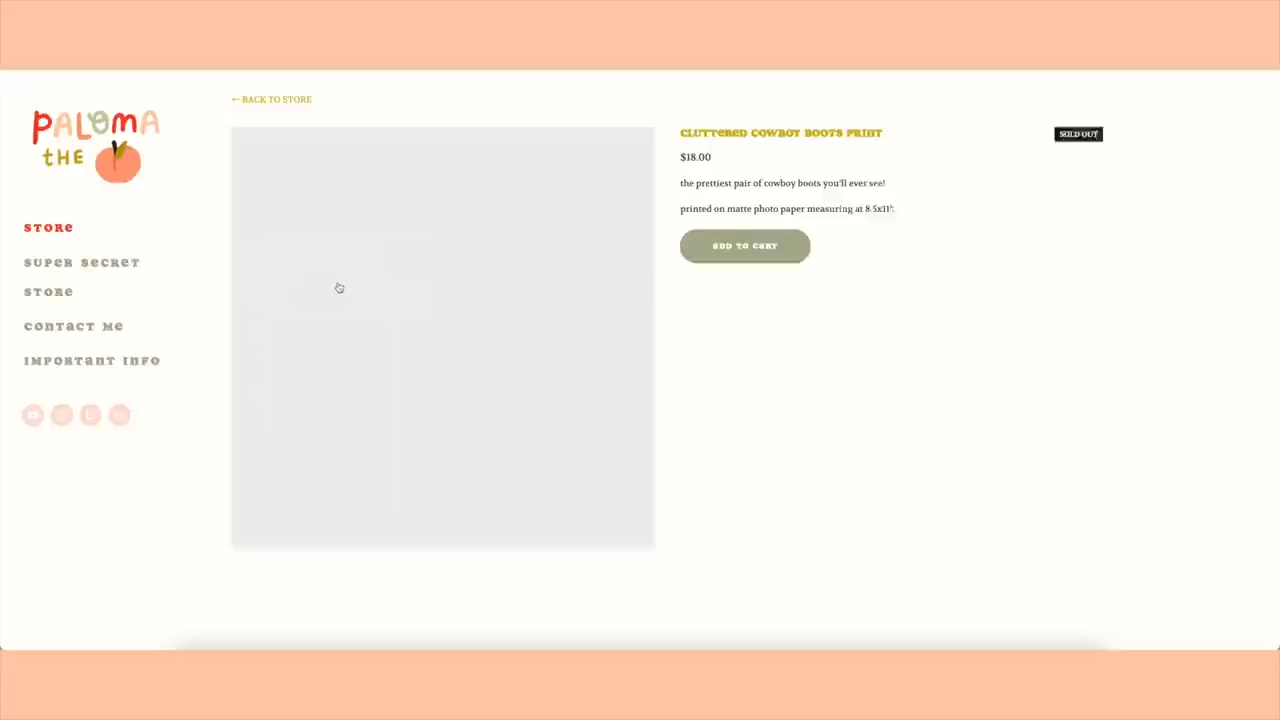 PALOMA
THE
STORE
SUPER SECRET
STORE
CONTACT ME
IMPORTANT INFO
← BACK TO STORE
CLUTTERED COWBOY BOOTS PRINT
SOLD OUT
$18.00
the prettiest pair of cowboy boots you'll ever see!
printed on matte photo paper measuring at 8.5x11".
ADD TO CART